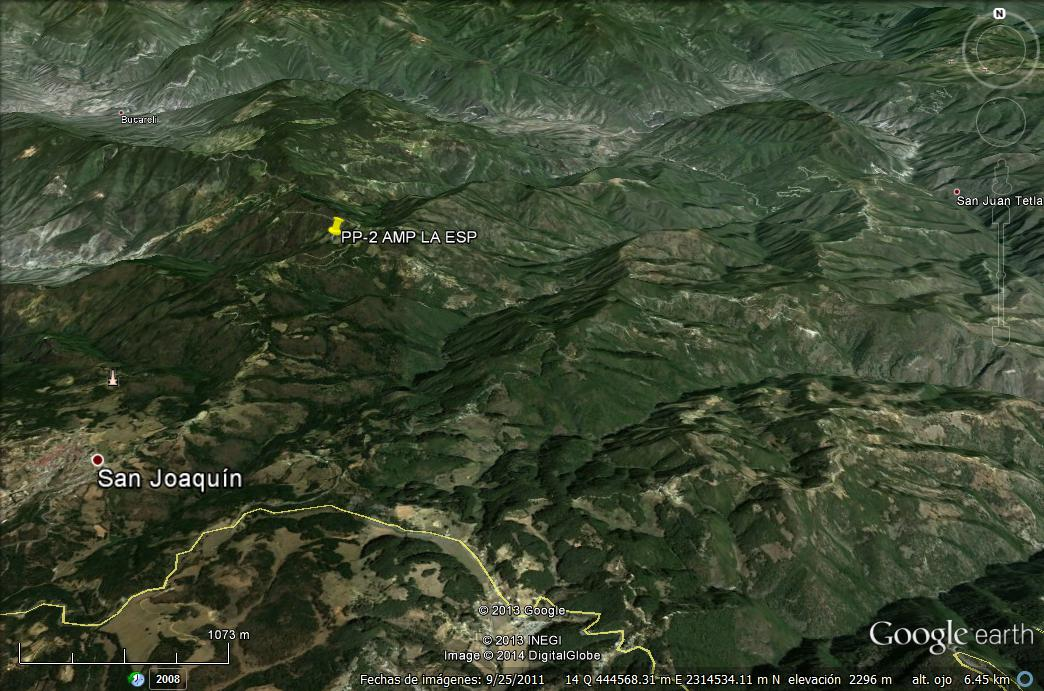 N
Bucareli
San Juan Tetla
PP-2 AMP LA ESP
San Joaquín
© 2013 Google
1073 m
© 2013 INEGI
Image © 2014 DigitalGlobe
Google earth
2008
Fechas de imágenes: 9/25/2011 14 Q 444568.31 m E 2314534.11 m N elevación 2296 m alt. ojo 6.45 km